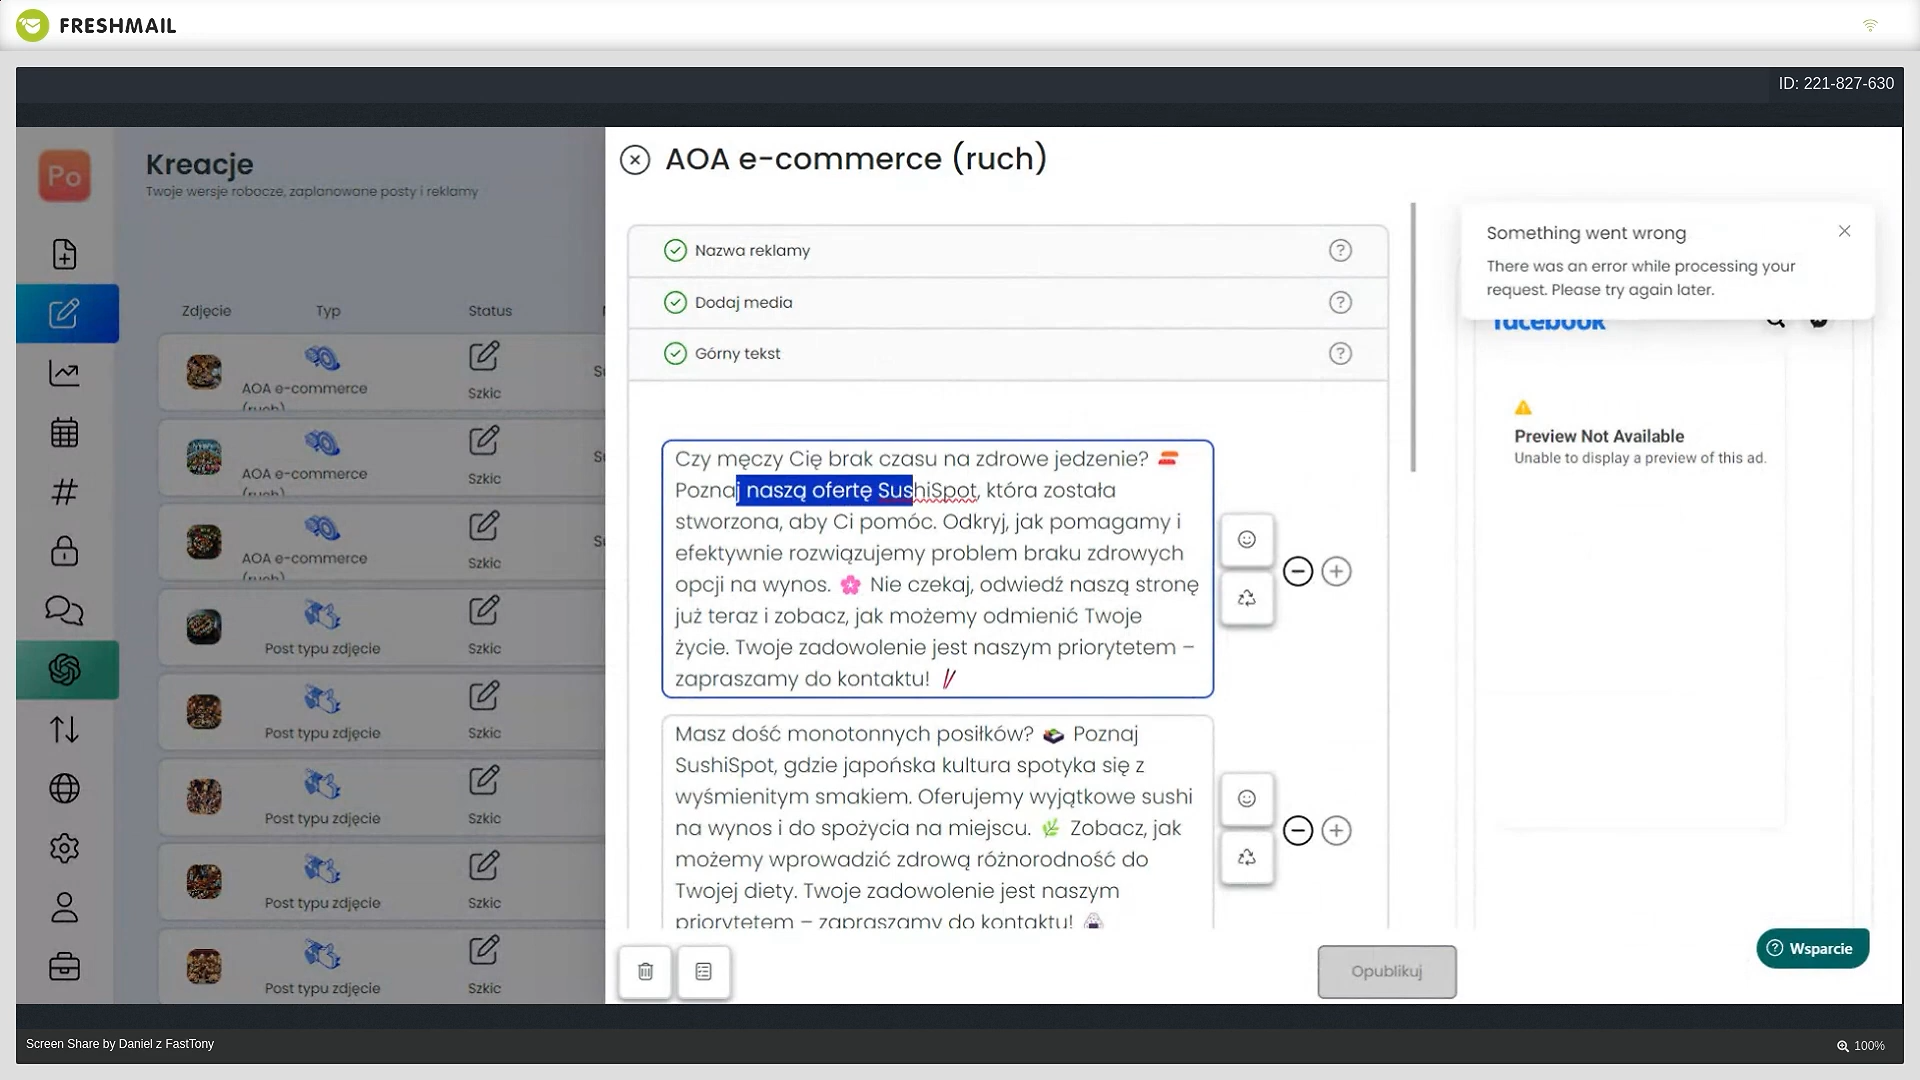 FRESHMAIL
ID: 221-827-630
Po
Kreacje
Twoje wersje robocze, zaplanowane posty i reklamy
Zdjęcie Typ Status
AOA e-commerce
(ruch)
Szkic
AOA e-commerce
(ruch)
Szkic
AOA e-commerce
(ruch)
Szkic
Post typu zdjęcie Szkic
Post typu zdjęcie Szkic
Post typu zdjęcie Szkic
Post typu zdjęcie Szkic
Post typu zdjęcie Szkic
AOA e-commerce (ruch)
Nazwa reklamy
Dodaj media
Górny tekst
Czy męczy Cię brak czasu na zdrowe jedzenie? 🍣
Poznaj naszą ofertę SushiSpot, która została
stworzona, aby Ci pomóc. Odkryj, jak pomagamy i
efektywnie rozwiązujemy problem braku zdrowych
opcji na wynos. 🌸 Nie czekaj, odwiedź naszą stronę
już teraz i zobacz, jak możemy odmienić Twoje
życie. Twoje zadowolenie jest naszym priorytetem –
zapraszamy do kontaktu! 🥢
Masz dość monotonnych posiłków? 🍱 Poznaj
SushiSpot, gdzie japońska kultura spotyka się z
wyśmienitym smakiem. Oferujemy wyjątkowe sushi
na wynos i do spożycia na miejscu. 🌿 Zobacz, jak
możemy wprowadzić zdrową różnorodność do
Twojej diety. Twoje zadowolenie jest naszym
priorytetem – zapraszamy do kontaktu! 🍙
Opublikuj
Something went wrong
There was an error while processing your
request. Please try again later.
facebook
Preview Not Available
Unable to display a preview of this ad.
Wsparcie
Screen Share by Daniel z FastTony
100%